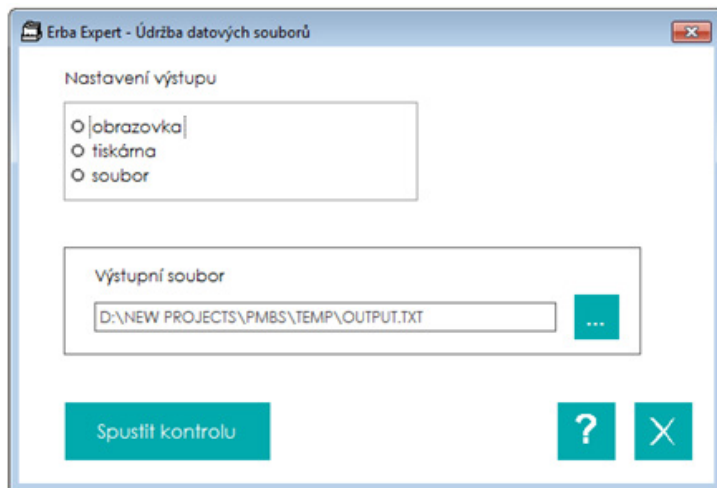 Erba Expert - Údržba datových souborů
Nastavení výstupu
obrazovka
tiskárna
soubor
Výstupní soubor
D:\NEW PROJECTS\PMBS\TEMP\OUTPUT.TXT
...
Spustit kontrolu
?